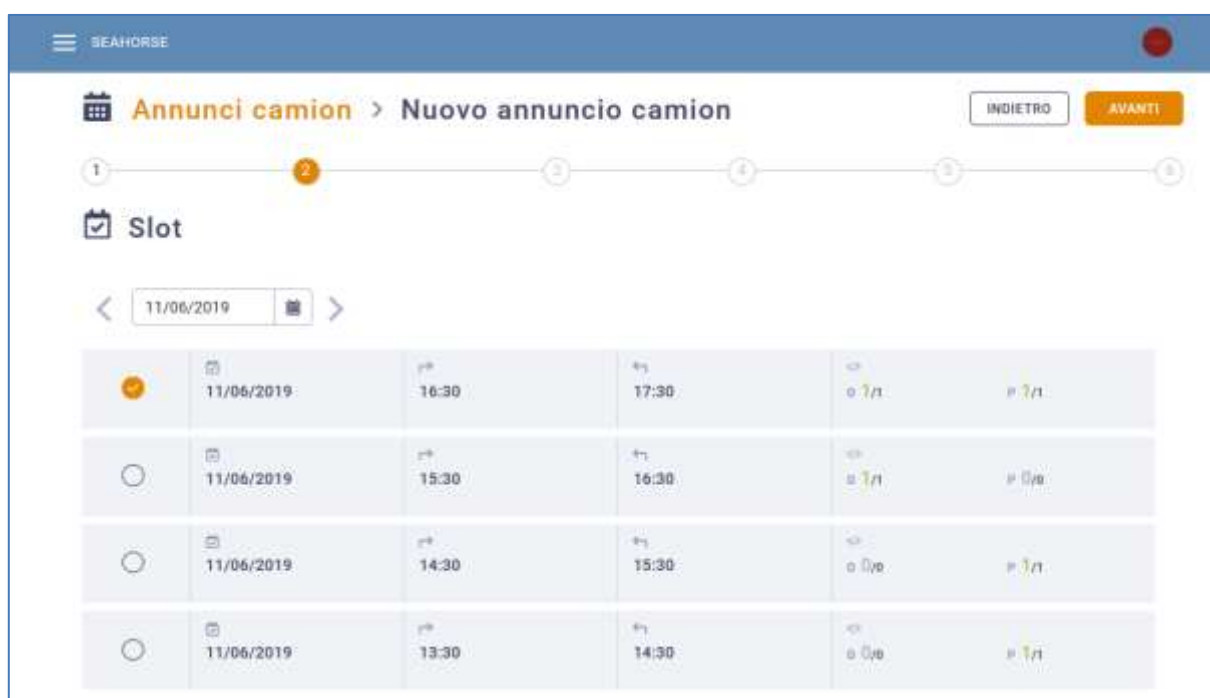 SEAHORSE
Annunci camion > Nuovo annuncio camion INDIETRO AVANTI
1 2 3 4 5 6
Slot
11/06/2019
11/06/2019 16:30 17:30 D 1/1 P 1/1
11/06/2019 15:30 16:30 D 1/1 P 0/0
11/06/2019 14:30 15:30 D 0/0 P 1/1
11/06/2019 13:30 14:30 D 0/0 P 1/1